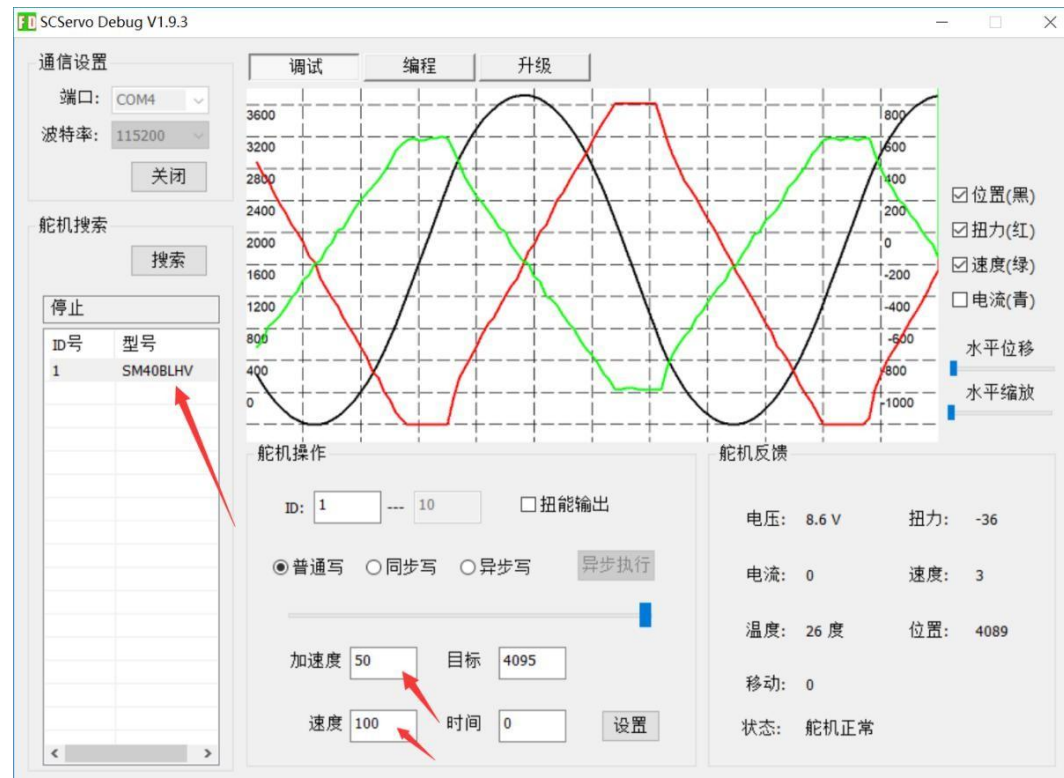 SCServo Debug V1.9.3
通信设置
端口: COM4
波特率: 115200
关闭
舵机搜索
搜索
停止
ID号 型号
1 SM40BLHV
调试 编程 升级
3600
3200
2800
2400
2000
1600
1200
800
400
0
800
600
400
200
0
-200
-400
-600
-800
-1000
位置(黑)
扭力(红)
速度(绿)
电流(青)
水平位移
水平缩放
舵机操作
ID: 1 --- 10 扭能输出
普通写 同步写 异步写 异步执行
加速度 50 目标 4095
速度 100 时间 0 设置
舵机反馈
电压: 8.6 V 扭力: -36
电流: 0 速度: 3
温度: 26 度 位置: 4089
移动: 0
状态: 舵机正常